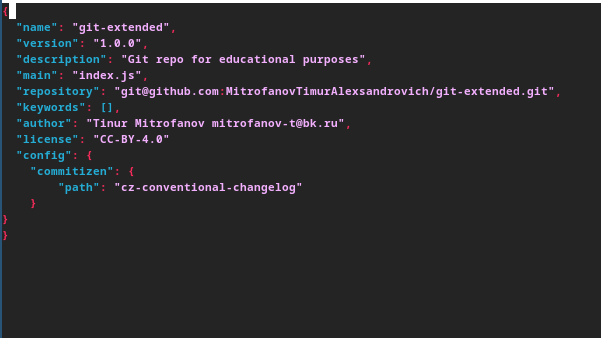 {
"name": "git-extended",
"version": "1.0.0",
"description": "Git repo for educational purposes",
"main": "index.js",
"repository": "git@github.com:MitrofanovTimurAlexsandrovich/git-extended.git",
"keywords": [],
"author": "Tinur Mitrofanov mitrofanov-t@bk.ru",
"license": "CC-BY-4.0"
"config": {
"commitizen": {
"path": "cz-conventional-changelog"
}
}
}